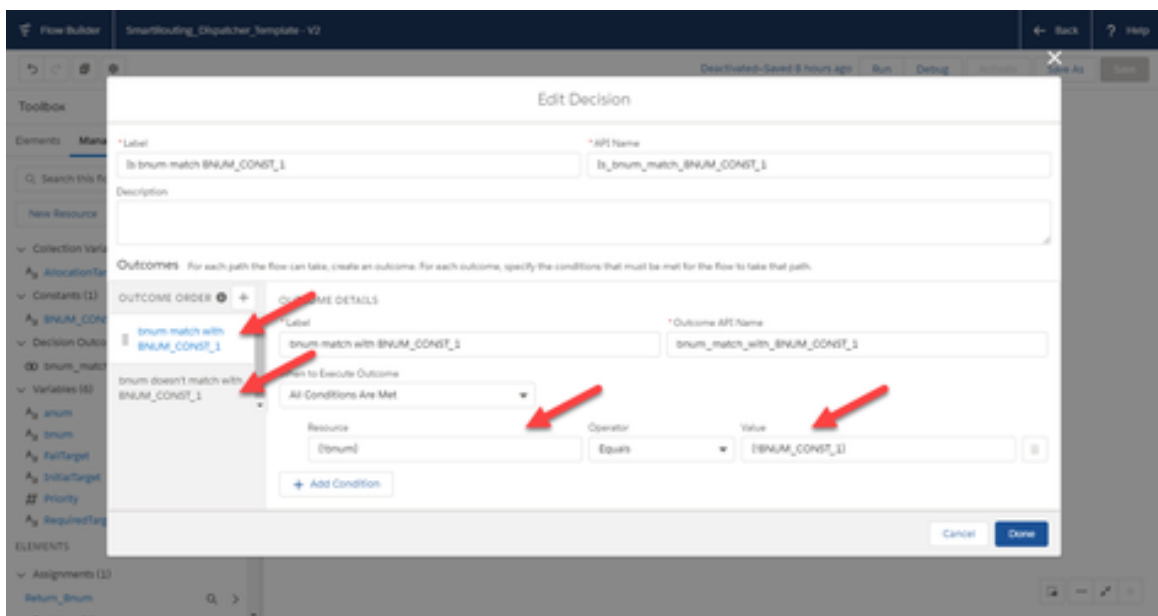 Flow Builder SmartRouting_Dispatcher_Template - V2 ← Back ? Help
Deactivated—Saved 8 hours ago Run Debug Activate Save As Save
Toolbox
Edit Decision
Elements Mana
* Label * API Name
Is bnum match BNUM_CONST_1 Is_bnum_match_BNUM_CONST_1
Search this flo
Description
New Resource
Collection Varia
Outcomes For each path the flow can take, create an outcome. For each outcome, specify the conditions that must be met for the flow to take that path.
AllocationTar
Constants (1) OUTCOME ORDER + OUTCOME DETAILS
BNUM_CON
* Label * Outcome API Name
bnum match with BNUM_CONST_1
bnum match with BNUM_CONST_1 bnum_match_with_BNUM_CONST_1
Decision Outco
bnum_match
bnum doesn't match with BNUM_CONST_1
When to Execute Outcome
Variables (6)
All Conditions Are Met
anum
bnum
Resource Operator Value
FailTarget
{!bnum} Equals {!BNUM_CONST_1}
InitialTarget
Priority
+ Add Condition
RequiredTarg
Cancel Done
ELEMENTS
Assignments (1)
Return_Bnum